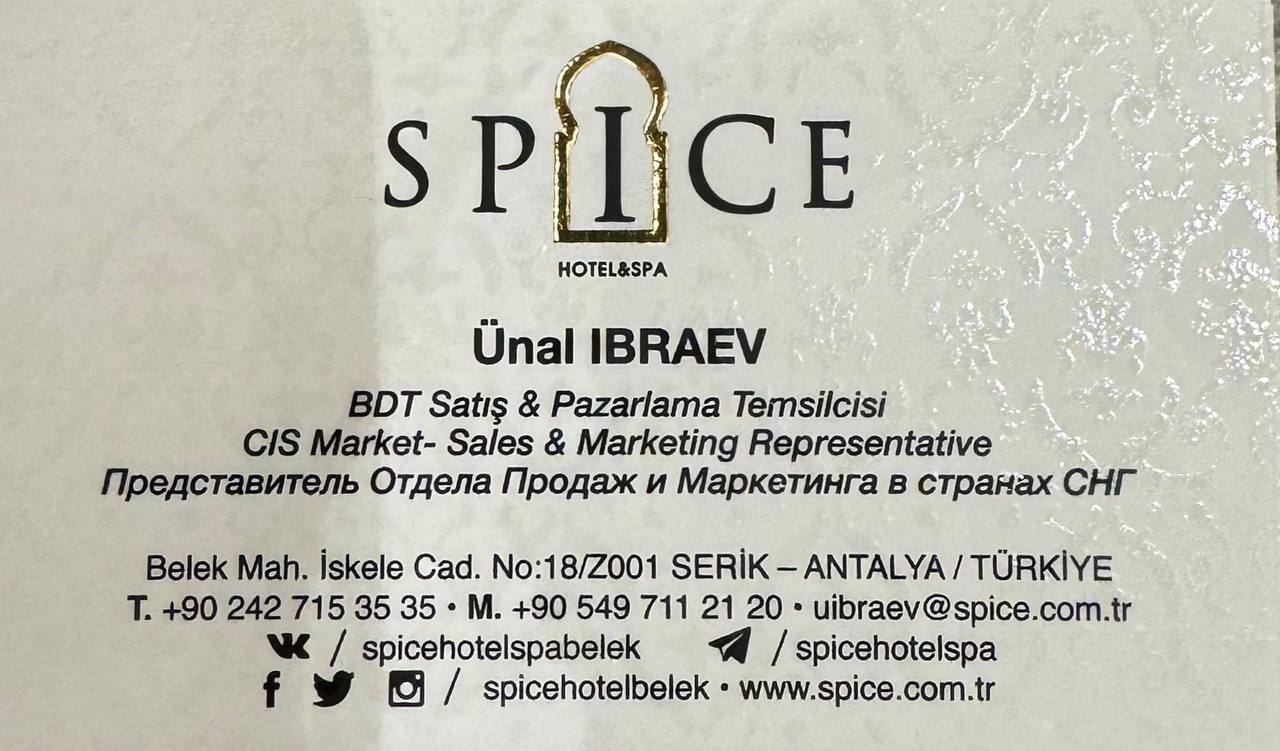 SPICE
HOTEL&SPA
Ünal IBRAEV
BDT Satış & Pazarlama Temsilcisi
CIS Market- Sales & Marketing Representative
Представитель Отдела Продаж и Маркетинга в странах СНГ
Belek Mah. İskele Cad. No:18/Z001 SERİK – ANTALYA / TÜRKİYE
T. +90 242 715 35 35 • M. +90 549 711 21 20 • uibraev@spice.com.tr
/ spicehotelspabelek / spicehotelspa
/ spicehotelbelek • www.spice.com.tr